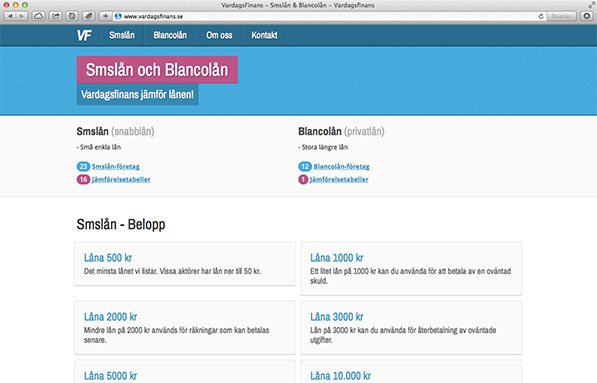 VardagsFinans – Smslån & Blancolån – Vardagsfinans
www.vardagsfinans.se
Reader
VF Smslån Blancolån Om oss Kontakt
Smslån och Blancolån
Vardagsfinans jämför lånen!
Smslån (snabblån)
- Små enkla lån
23 Smslån-företag
16 Jämförelsetabeller
Blancolån (privatlån)
- Stora längre lån
12 Blancolån-företag
1 Jämförelsetabeller
Smslån - Belopp
Låna 500 kr
Det minsta lånet vi listar. Vissa aktörer har lån ner till 50 kr.
Låna 1000 kr
Ett litet lån på 1000 kr kan du använda för att betala av en oväntad
skuld.
Låna 2000 kr
Mindre lån på 2000 kr används för räkningar som kan betalas
senare.
Låna 3000 kr
Lån på 3000 kr kan du använda för återbetalning av oväntade
utgifter.
Låna 5000 kr
Låna 10.000 kr